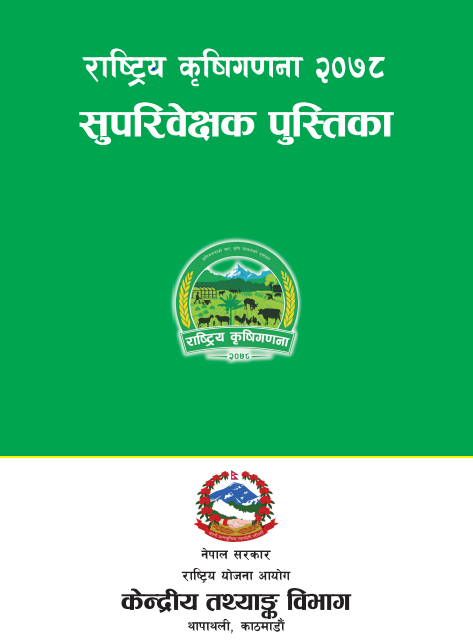 राष्ट्रिय कृषिगणना २०७८
सुपरिवेक्षक पुस्तिका
राष्ट्रिय कृषिगणना
२०७८
नेपाल सरकार
राष्ट्रिय योजना आयोग
केन्द्रीय तथ्याङ्क विभाग
थापाथली, काठमाडौं